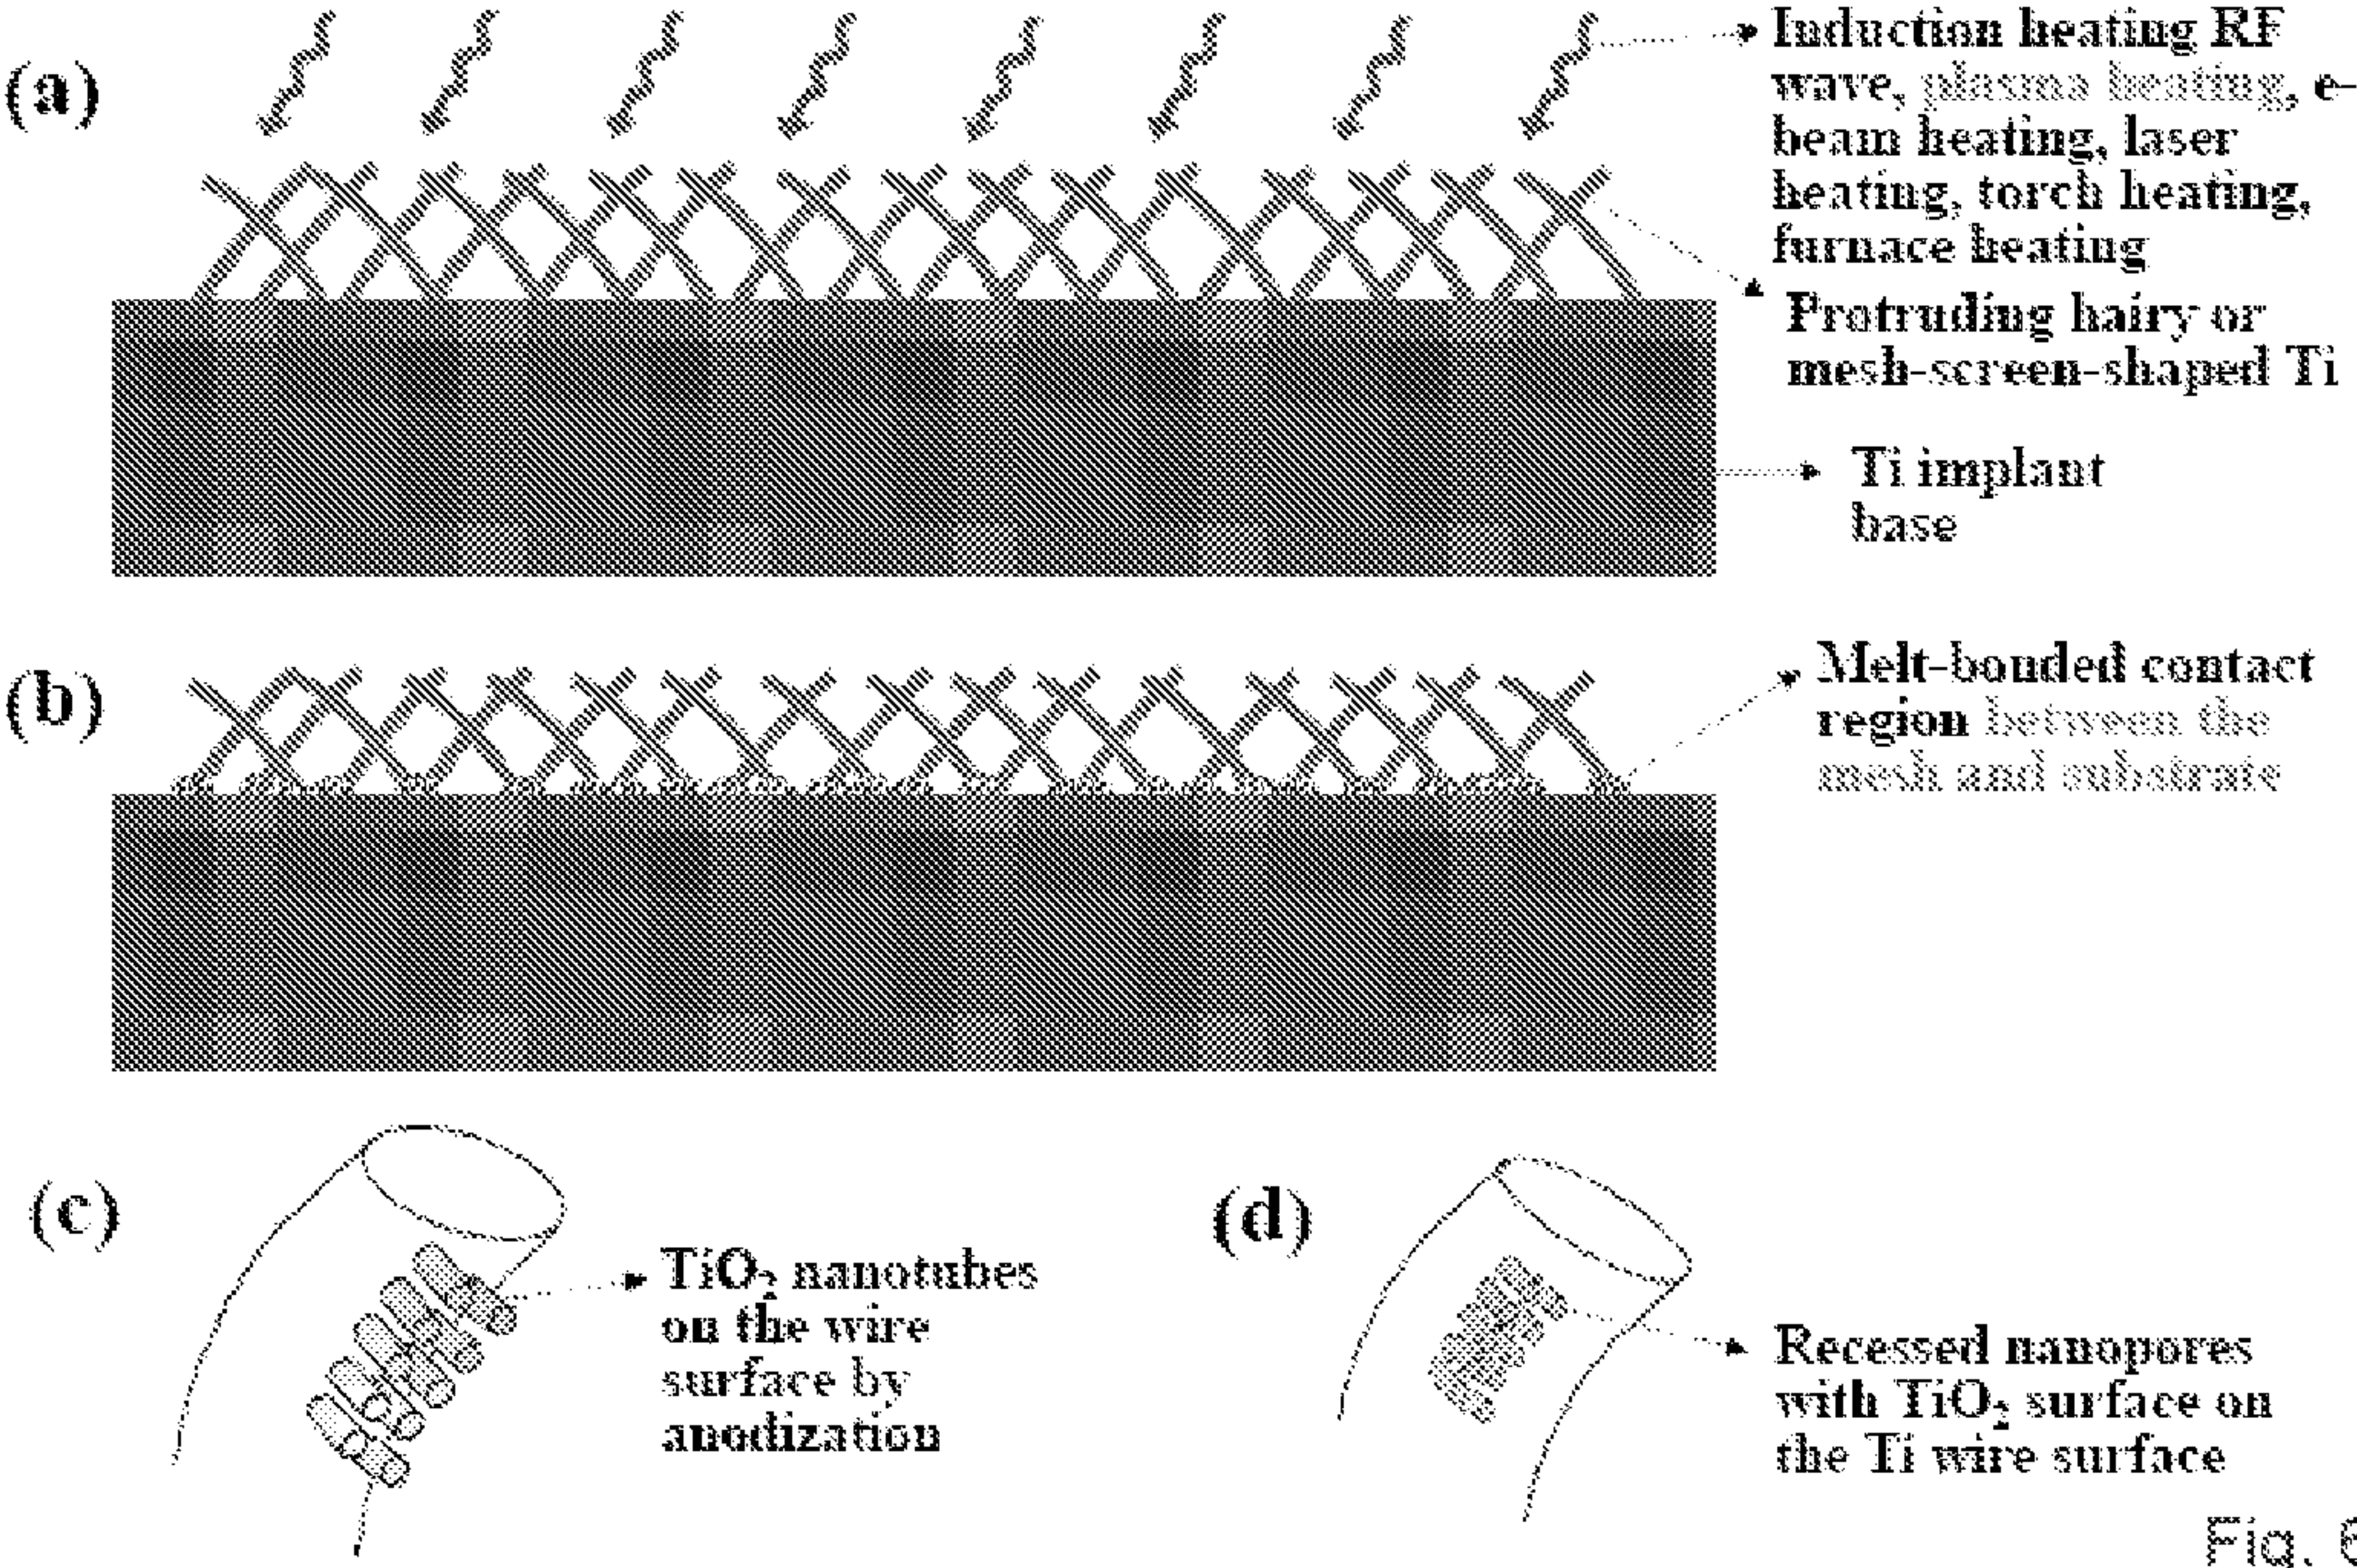 (a)
Induction heating RF
wave, plasma heating, e-
beam heating, laser
heating, torch heating,
furnace heating
Protruding hairy or
mesh-screen-shaped Ti
Ti implant
base
(b)
Melt-bonded contact
region between the
mesh and substrate
(c)
TiO₂ nanotubes
on the wire
surface by
anodization
(d)
Recessed nanopores
with TiO₂ surface on
the Ti wire surface
Fig. 6